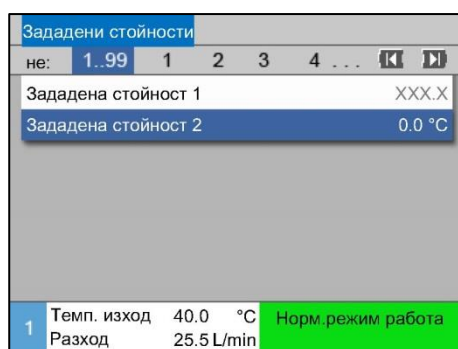 Зададени стойности
не: 1..99 1 2 3 4 ...
Зададена стойност 1 XXX.X
Зададена стойност 2 0.0 °C
1 Темп. изход 40.0 °C Норм.режим работа
Разход 25.5 L/min